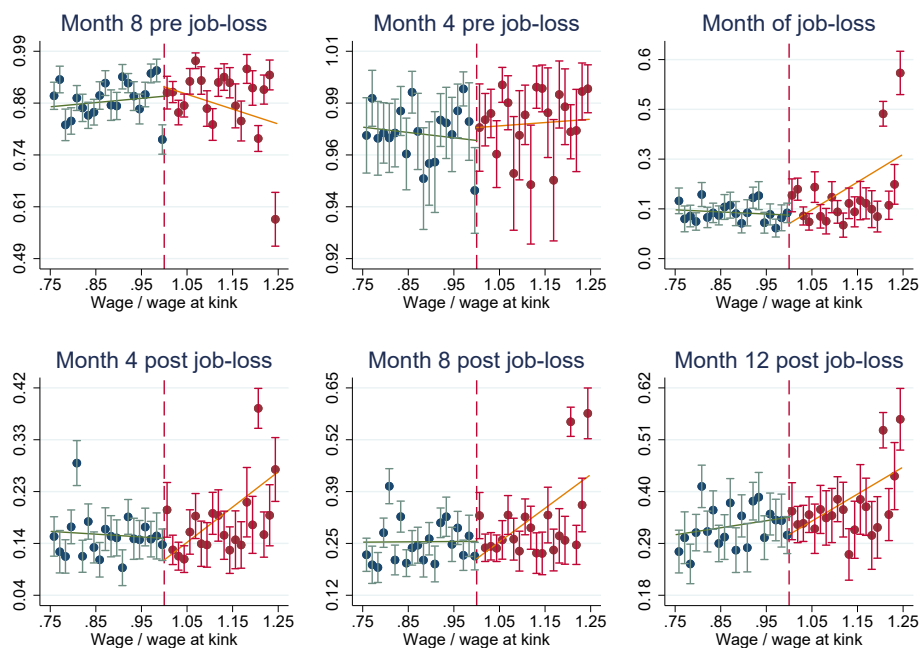 Month 8 pre job-loss
0.99
0.86
0.74
0.61
0.49
.75 .85 .95 1.05 1.15 1.25
Wage / wage at kink
Month 4 pre job-loss
1.01
0.99
0.96
0.94
0.92
.75 .85 .95 1.05 1.15 1.25
Wage / wage at kink
Month of job-loss
0.6
0.5
0.3
0.1
0.0
.75 .85 .95 1.05 1.15 1.25
Wage / wage at kink
Month 4 post job-loss
0.42
0.33
0.23
0.14
0.04
.75 .85 .95 1.05 1.15 1.25
Wage / wage at kink
Month 8 post job-loss
0.65
0.52
0.39
0.25
0.12
.75 .85 .95 1.05 1.15 1.25
Wage / wage at kink
Month 12 post job-loss
0.62
0.51
0.40
0.29
0.18
.75 .85 .95 1.05 1.15 1.25
Wage / wage at kink